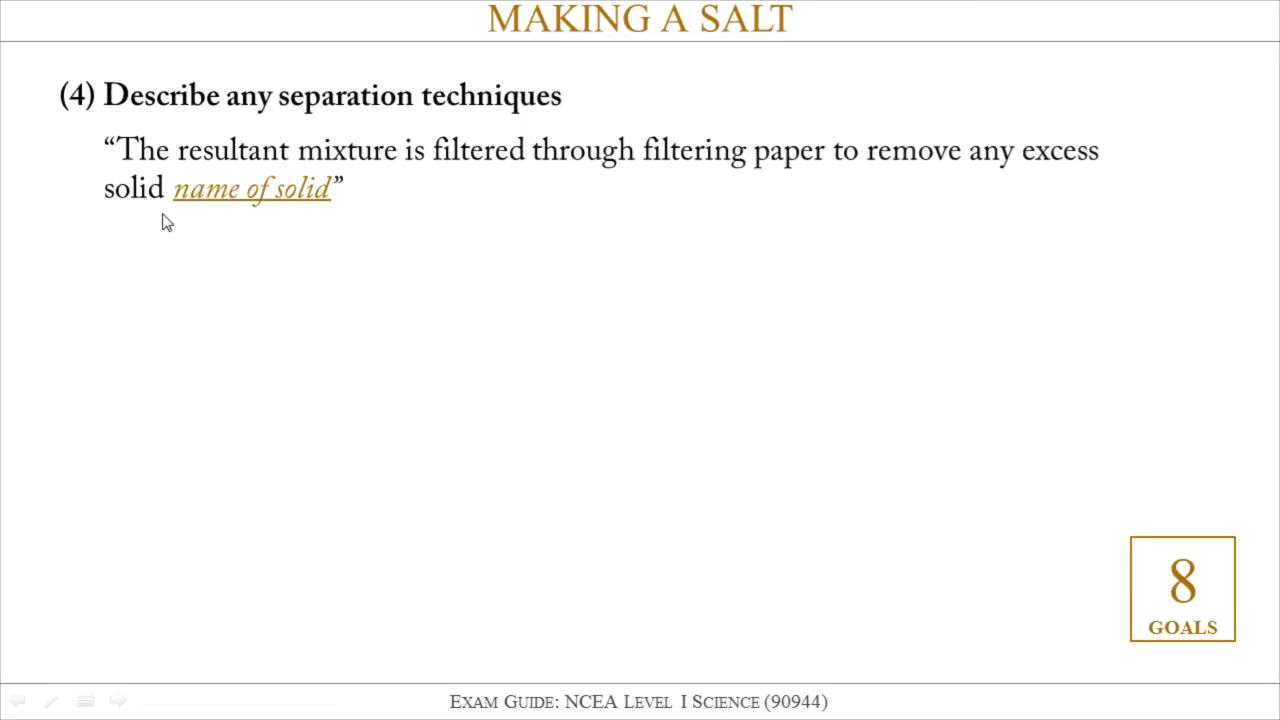 MAKING A SALT
(4) Describe any separation techniques
“The resultant mixture is filtered through filtering paper to remove any excess
solid name of solid”
8
GOALS
EXAM GUIDE: NCEA LEVEL 1 SCIENCE (90944)